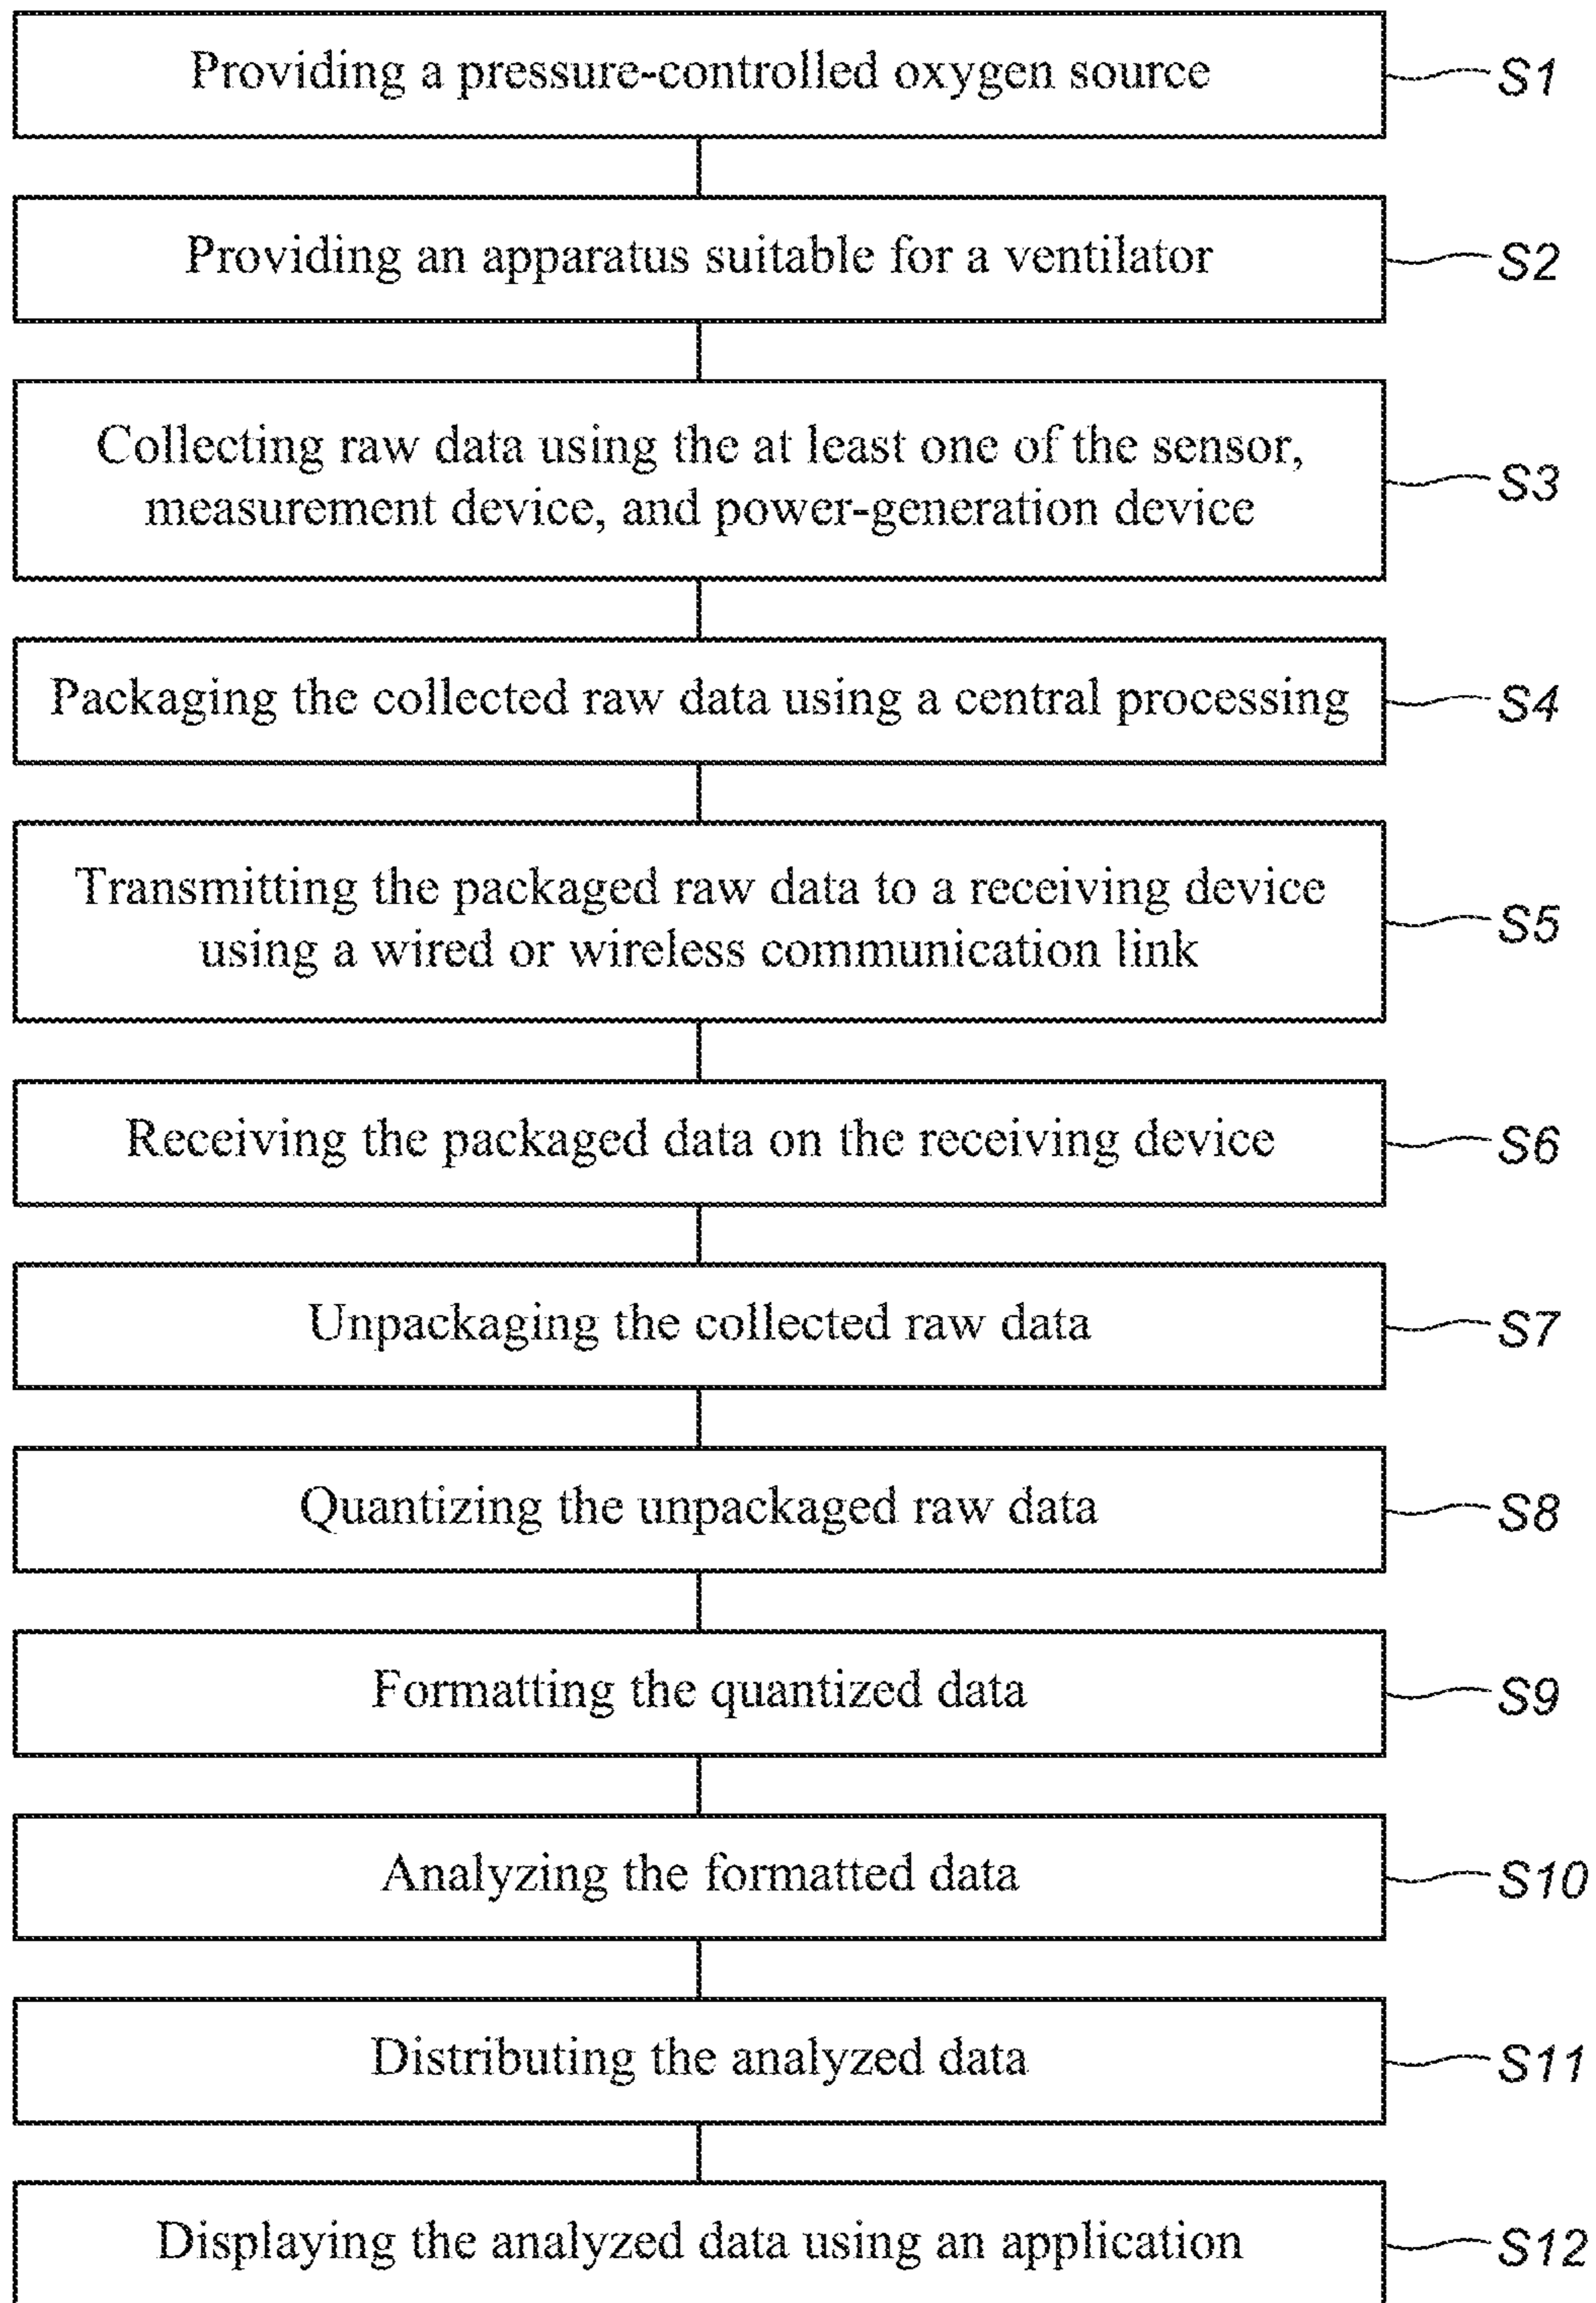 Providing a pressure-controlled oxygen source S1
Providing an apparatus suitable for a ventilator S2
Collecting raw data using the at least one of the sensor,
measurement device, and power-generation device S3
Packaging the collected raw data using a central processing S4
Transmitting the packaged raw data to a receiving device
using a wired or wireless communication link S5
Receiving the packaged data on the receiving device S6
Unpackaging the collected raw data S7
Quantizing the unpackaged raw data S8
Formatting the quantized data S9
Analyzing the formatted data S10
Distributing the analyzed data S11
Displaying the analyzed data using an application S12